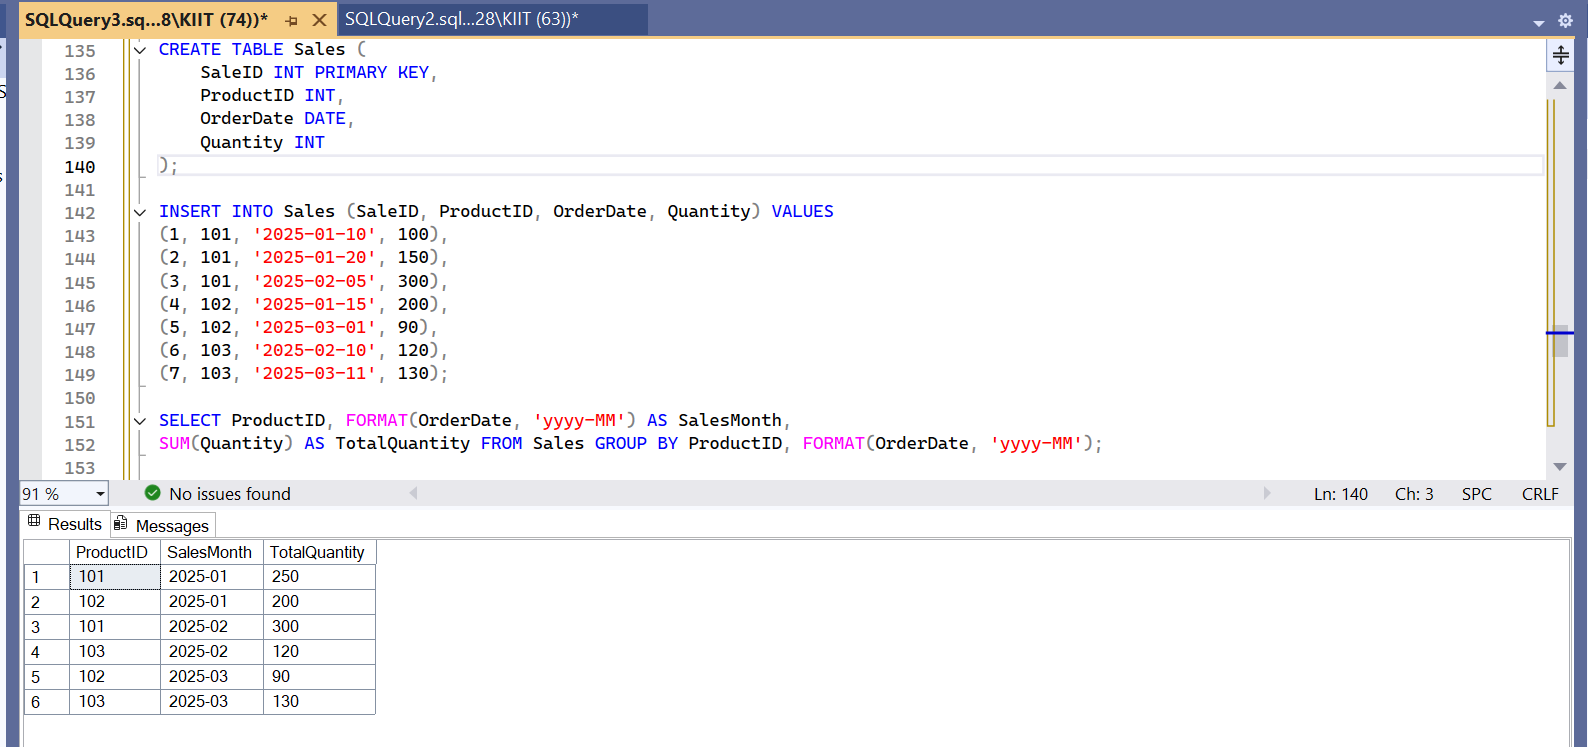 SQLQuery3.sq...8\KIIT (74))* SQLQuery2.sql...28\KIIT (63))*
135 CREATE TABLE Sales (
136 SaleID INT PRIMARY KEY,
137 ProductID INT,
138 OrderDate DATE,
139 Quantity INT
140 );
141
142 INSERT INTO Sales (SaleID, ProductID, OrderDate, Quantity) VALUES
143 (1, 101, '2025-01-10', 100),
144 (2, 101, '2025-01-20', 150),
145 (3, 101, '2025-02-05', 300),
146 (4, 102, '2025-01-15', 200),
147 (5, 102, '2025-03-01', 90),
148 (6, 103, '2025-02-10', 120),
149 (7, 103, '2025-03-11', 130);
150
151 SELECT ProductID, FORMAT(OrderDate, 'yyyy-MM') AS SalesMonth,
152 SUM(Quantity) AS TotalQuantity FROM Sales GROUP BY ProductID, FORMAT(OrderDate, 'yyyy-MM');
153
91 % No issues found Ln: 140 Ch: 3 SPC CRLF
Results Messages
ProductID SalesMonth TotalQuantity
1 101 2025-01 250
2 102 2025-01 200
3 101 2025-02 300
4 103 2025-02 120
5 102 2025-03 90
6 103 2025-03 130